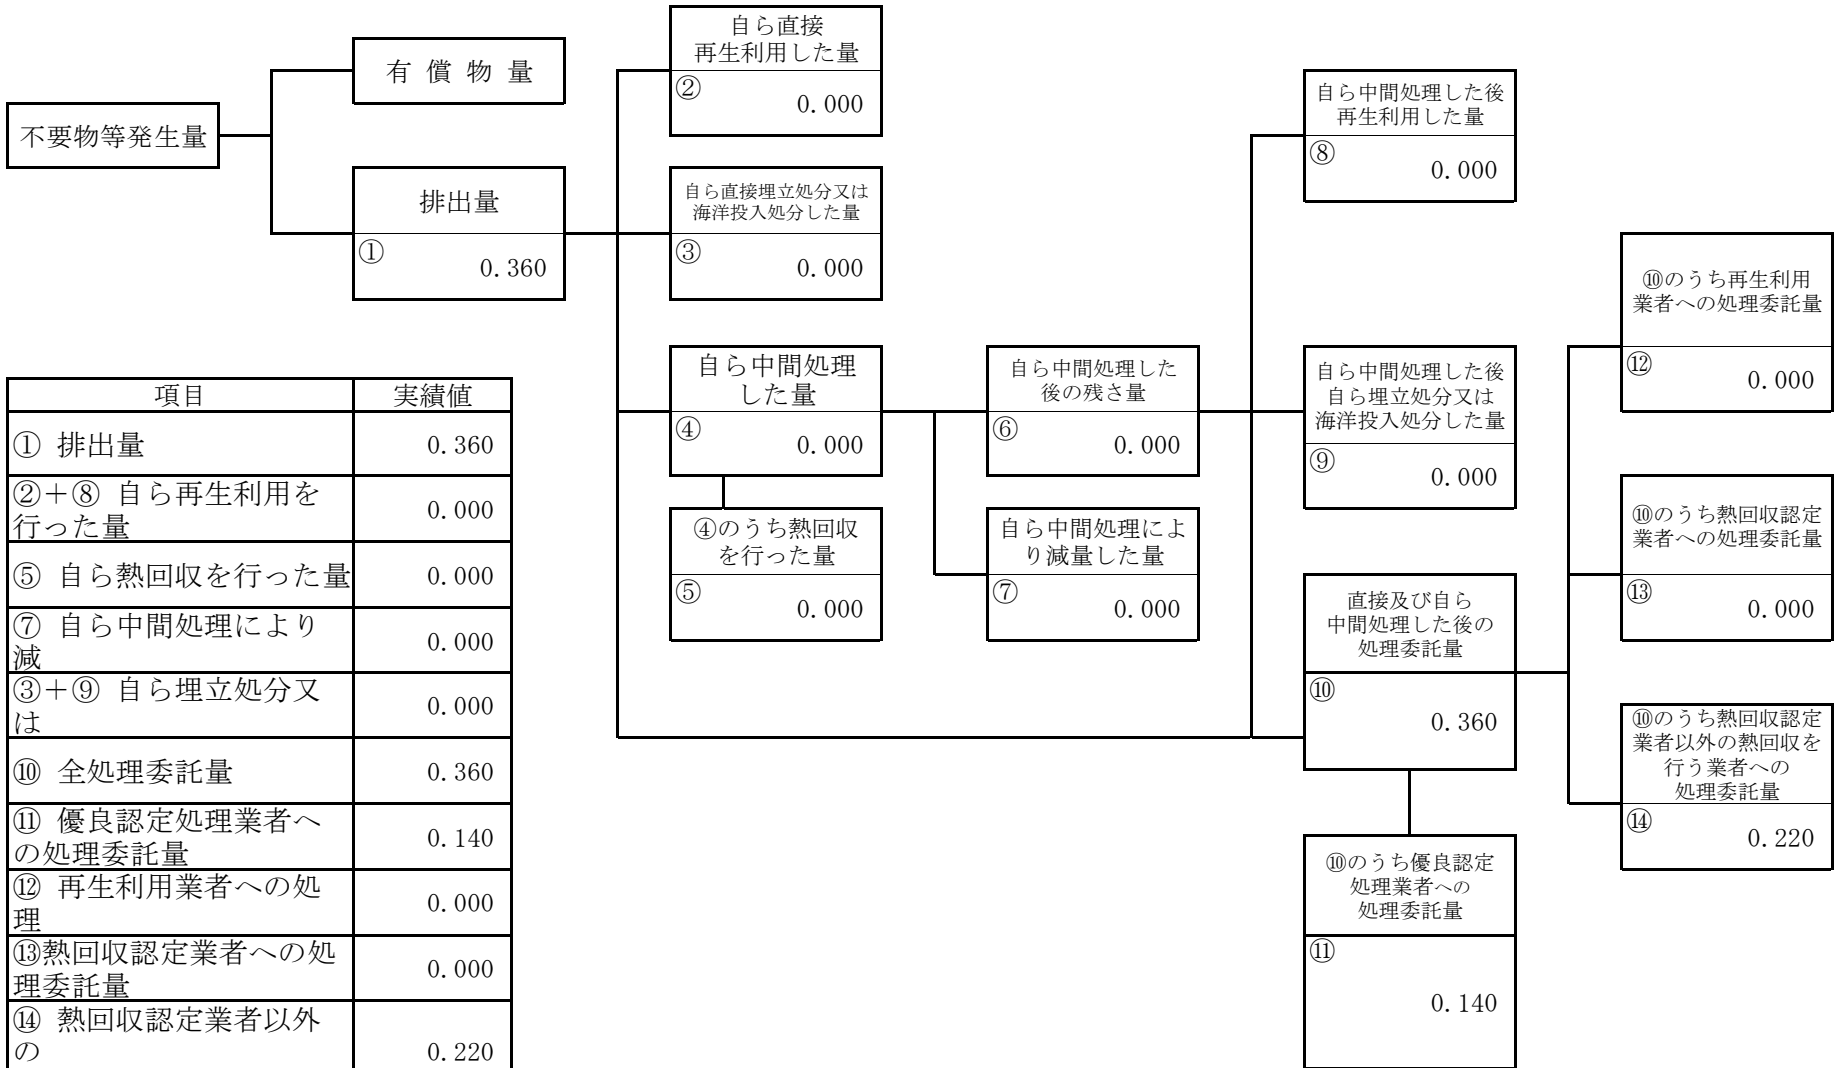 不要物等発生量
有 償 物 量
排出量
①
0.360
自ら直接
再生利用した量
②
0.000
自ら直接埋立処分又は
海洋投入処分した量
③
0.000
自ら中間処理
した量
④
0.000
④のうち熱回収
を行った量
⑤
0.000
自ら中間処理した
後の残さ量
⑥
0.000
自ら中間処理によ
り減量した量
⑦
0.000
自ら中間処理した後
再生利用した量
⑧
0.000
自ら中間処理した後
自ら埋立処分又は
海洋投入処分した量
⑨
0.000
直接及び自ら
中間処理した後の
処理委託量
⑩
0.360
⑩のうち優良認定
処理業者への
処理委託量
⑪
0.140
⑩のうち再生利用
業者への処理委託量
⑫
0.000
⑩のうち熱回収認定
業者への処理委託量
⑬
0.000
⑩のうち熱回収認定
業者以外の熱回収を
行う業者への
処理委託量
⑭
0.220
項目 実績値
① 排出量 0.360
②+⑧ 自ら再生利用を
行った量 0.000
⑤ 自ら熱回収を行った量 0.000
⑦ 自ら中間処理により
減 0.000
③+⑨ 自ら埋立処分又
は 0.000
⑩ 全処理委託量 0.360
⑪ 優良認定処理業者へ
の処理委託量 0.140
⑫ 再生利用業者への処
理 0.000
⑬熱回収認定業者への処
理委託量 0.000
⑭ 熱回収認定業者以外
の 0.220